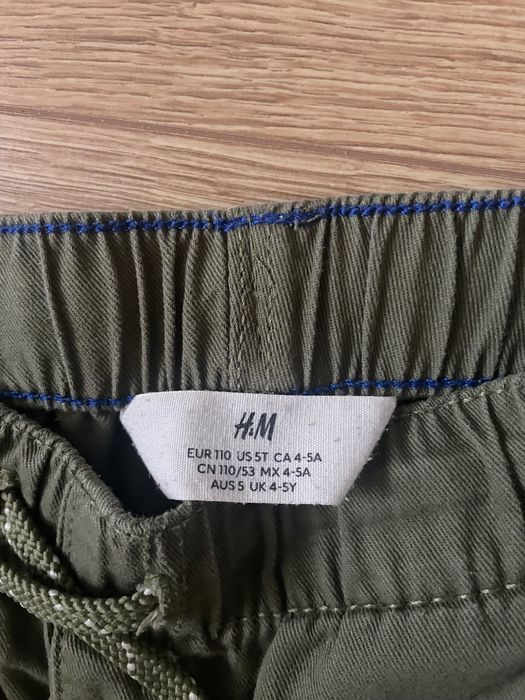 H&M
EUR 110 US 5T CA 4-5A
CN 110/53 MX 4-5A
AUS 5 UK 4-5Y